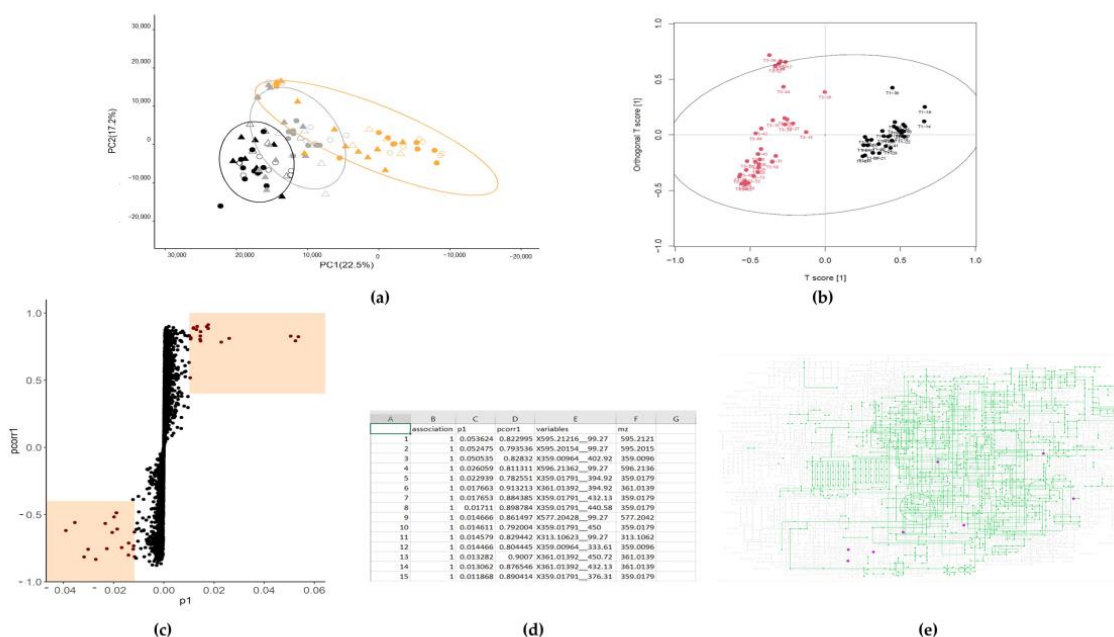 30,000
20,000
10,000
0
−10,000
−20,000
PC2(17.2%)
30,000 20,000 10,000 0 −10,000 −20,000
PC1(22.5%)
(a)
1.0
0.5
0.0
−0.5
−1.0
Orthogonal T score [1]
−1.0 −0.5 0.0 0.5 1.0
T score [1]
(b)
1.0
0.5
0.0
−0.5
−1.0
pcorr1
− 0.04 − 0.02 0.00 0.02 0.04 0.06
p1
(c)
A B C D E F G
association p1 pcorr1 variables mz
1 1 0.053624 0.822995 X595.21216__99.27 595.2121
2 1 0.052475 0.793536 X595.20154__99.27 595.2015
3 1 0.050535 0.82832 X359.00964__402.92 359.0096
4 1 0.026059 0.811311 X596.21362__99.27 596.2136
5 1 0.022939 0.782551 X359.01791__394.92 359.0179
6 1 0.017663 0.913213 X361.01392__394.92 361.0139
7 1 0.017653 0.884385 X359.01791__432.13 359.0179
8 1 0.01711 0.898784 X359.01791__440.58 359.0179
9 1 0.014666 0.861497 X577.20428__99.27 577.2042
10 1 0.014611 0.792004 X359.01791__450 359.0179
11 1 0.014579 0.829442 X313.10623__99.27 313.1062
12 1 0.014466 0.804445 X359.00964__333.61 359.0096
13 1 0.013282 0.9007 X361.01392__450.72 361.0139
14 1 0.013062 0.876546 X361.01392__432.13 361.0139
15 1 0.011868 0.890414 X359.01791__376.31 359.0179
(d)
(e)